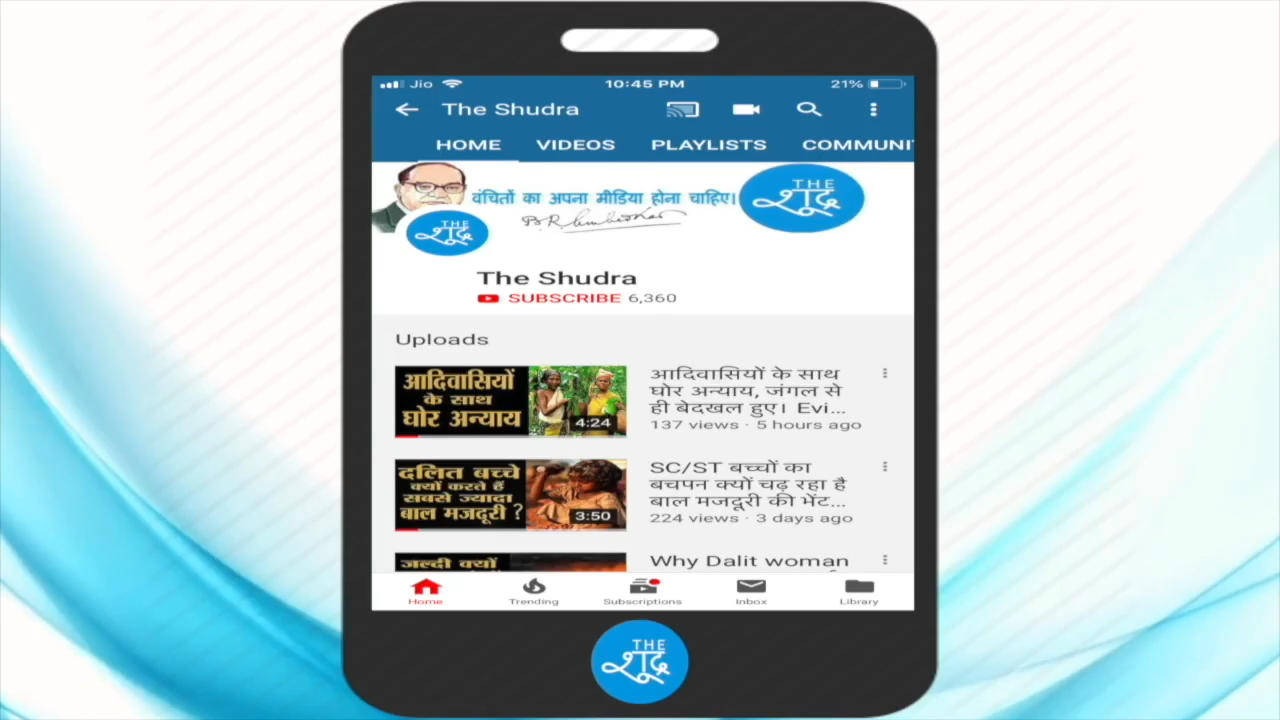 Jio 10:45 PM 21%
The Shudra
HOME VIDEOS PLAYLISTS COMMUNI
वंचितों का अपना मीडिया होना चाहिए।
THE
शूद्र
THE
शूद्र
The Shudra
SUBSCRIBE 6,360
Uploads
आदिवासियों
के साथ
घोर अन्याय
4:24
आदिवासियों के साथ
घोर अन्याय, जंगल से
ही बेदखल हुए। Evi...
137 views · 5 hours ago
दलित बच्चे
क्यों करते हैं
सबसे ज्यादा
बाल मजदूरी ?
3:50
SC/ST बच्चों का
बचपन क्यों चढ़ रहा है
बाल मजदूरी की भेंट...
224 views · 3 days ago
जल्दी क्यों
Why Dalit woman
Home Trending Subscriptions Inbox Library
THE
शूद्र